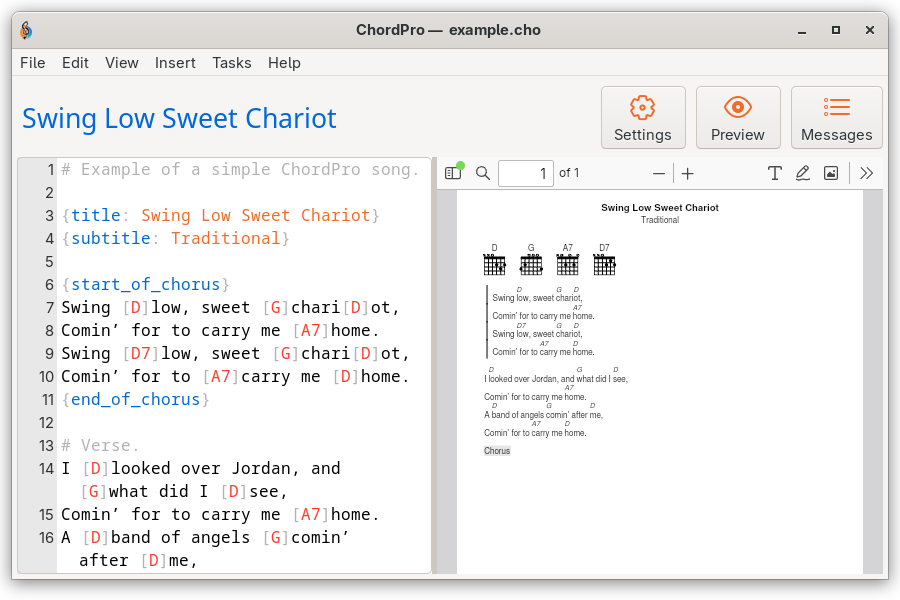 ChordPro — example.cho
File Edit View Insert Tasks Help
Swing Low Sweet Chariot
Settings Preview Messages
1 # Example of a simple ChordPro song.
2
3 {title: Swing Low Sweet Chariot}
4 {subtitle: Traditional}
5
6 {start_of_chorus}
7 Swing [D]low, sweet [G]chari[D]ot,
8 Comin’ for to carry me [A7]home.
9 Swing [D7]low, sweet [G]chari[D]ot,
10 Comin’ for to [A7]carry me [D]home.
11 {end_of_chorus}
12
13 # Verse.
14 I [D]looked over Jordan, and
[G]what did I [D]see,
15 Comin’ for to carry me [A7]home.
16 A [D]band of angels [G]comin’
after [D]me,
1 of 1
Swing Low Sweet Chariot
Traditional
D G A7 D7
D G D
Swing low, sweet chariot,
A7
Comin’ for to carry me home.
D7 G D
Swing low, sweet chariot,
A7 D
Comin’ for to carry me home.
D G D
I looked over Jordan, and what did I see,
A7
Comin’ for to carry me home.
D G D
A band of angels comin’ after me,
A7 D
Comin’ for to carry me home.
Chorus